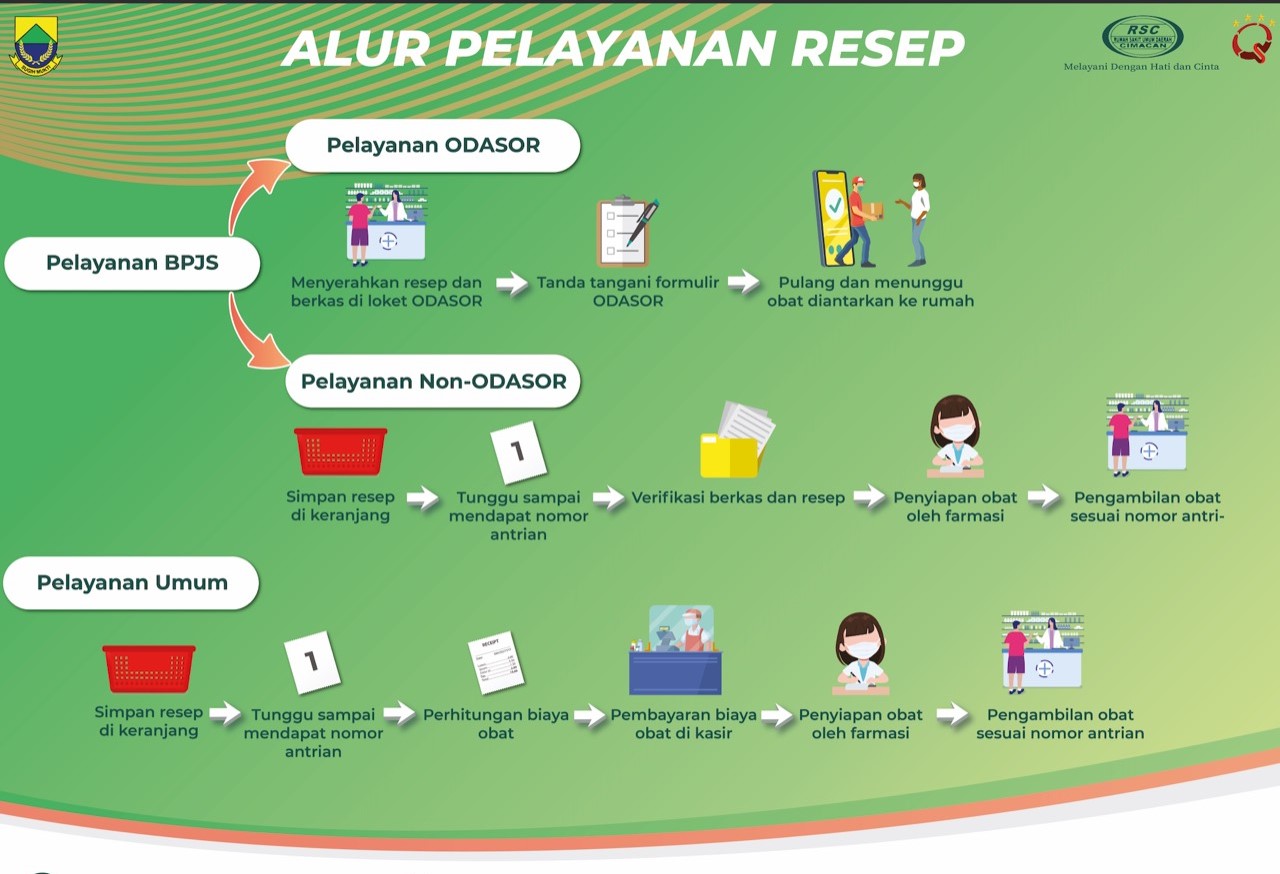 ALUR PELAYANAN RESEP
RSC
RUMAH SAKIT UMUM DAERAH
CIMACAN
Melayani Dengan Hati dan Cinta
Pelayanan BPJS
Pelayanan ODASOR
Menyerahkan resep dan
berkas di loket ODASOR
Tanda tangani formulir
ODASOR
Pulang dan menunggu
obat diantarkan ke rumah
Pelayanan Non-ODASOR
1
Simpan resep
di keranjang
Tunggu sampai
mendapat nomor
antrian
Verifikasi berkas dan resep
Penyiapan obat
oleh farmasi
Pengambilan obat
sesuai nomor antri-
Pelayanan Umum
1
RECEIPT
Simpan resep
di keranjang
Tunggu sampai
mendapat nomor
antrian
Perhitungan biaya
obat
Pembayaran biaya
obat di kasir
Penyiapan obat
oleh farmasi
Pengambilan obat
sesuai nomor antrian